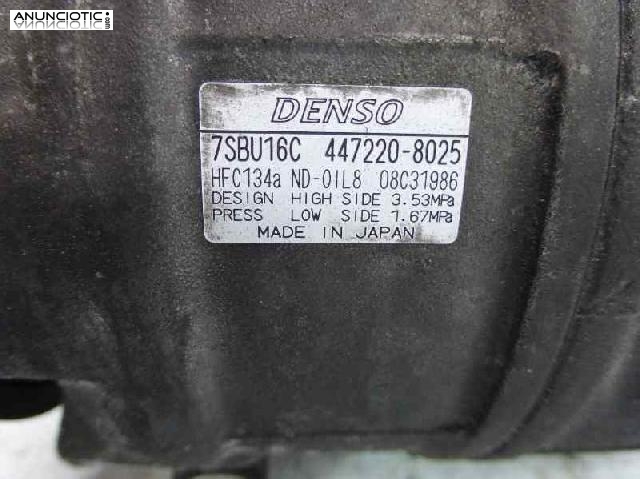 ANUNCIOTIC
.com
DENSO
7SBU16C 447220-8025
HFC134a ND-OIL8 08C31986
DESIGN HIGH SIDE 3.53MPa
PRESS LOW SIDE 1.67MPa
MADE IN JAPAN